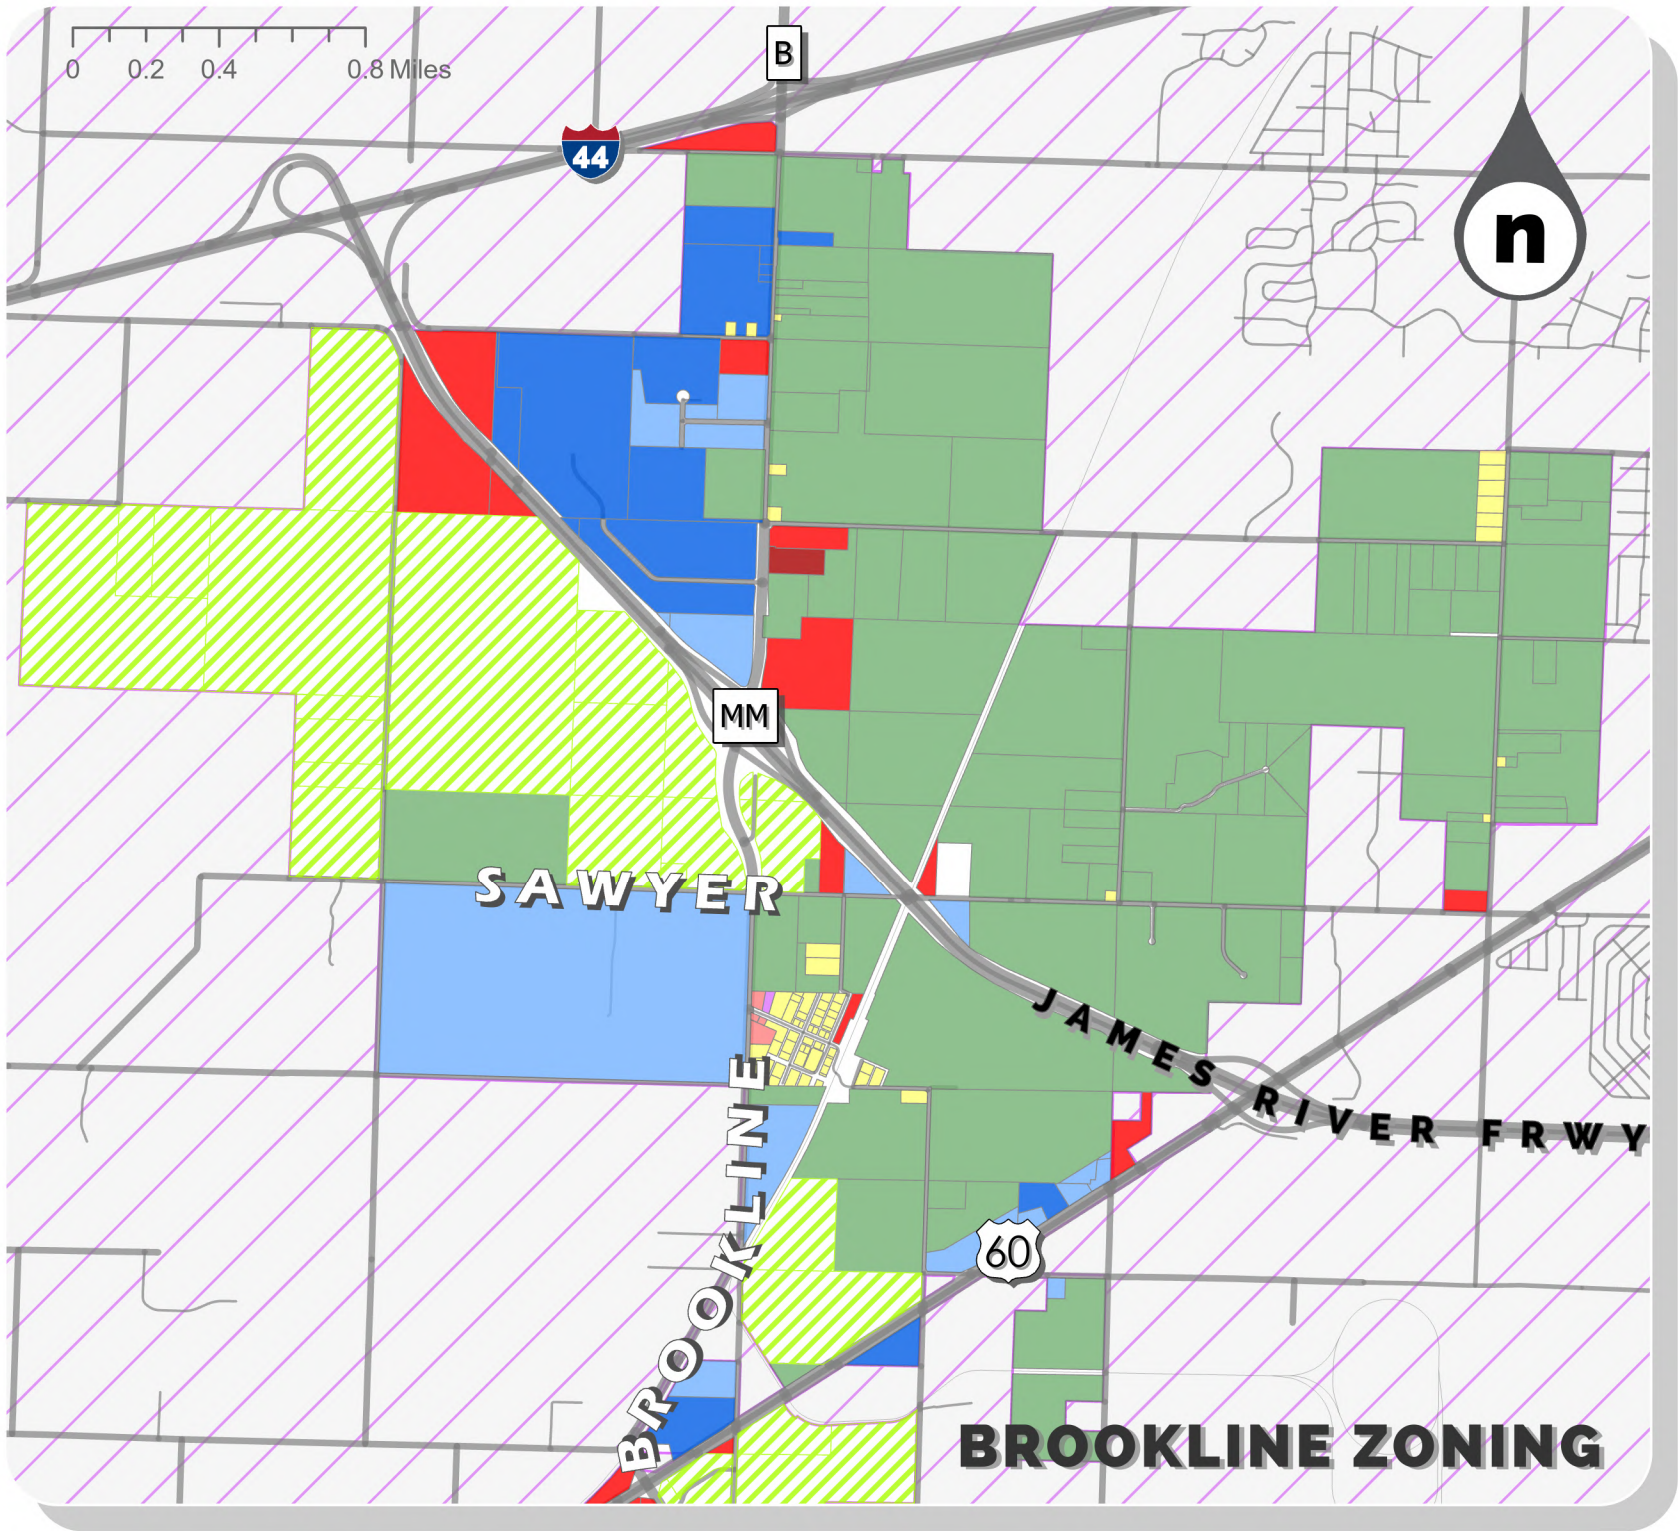 B
0 0.2 0.4 0.8 Miles
44
n
MM
SAWYER
JAMES RIVER FRWY
BROOKLINE
60
BROOKLINE ZONING